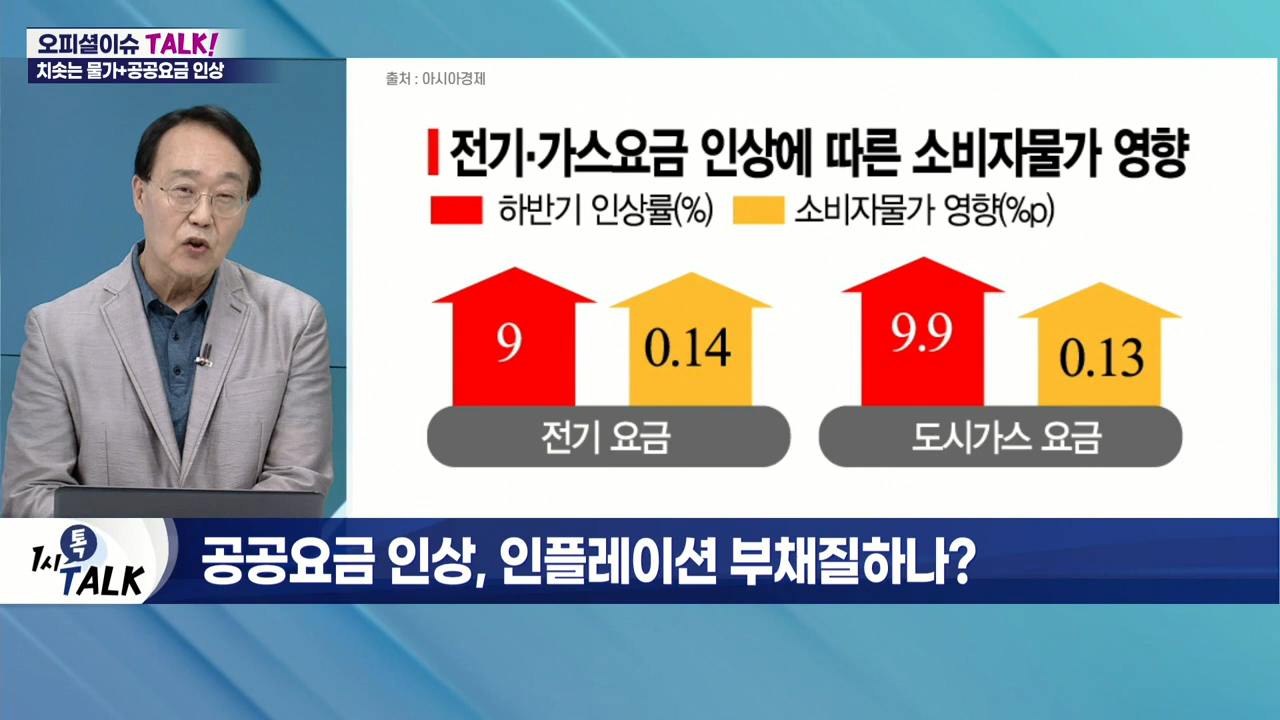 오피셜이슈 TALK!
치솟는 물가+공공요금 인상
출처 : 아시아경제
전기·가스요금 인상에 따른 소비자물가 영향
하반기 인상률(%) 소비자물가 영향(%p)
9 0.14 9.9 0.13
전기 요금 도시가스 요금
1시 톡 TALK
공공요금 인상, 인플레이션 부채질하나?